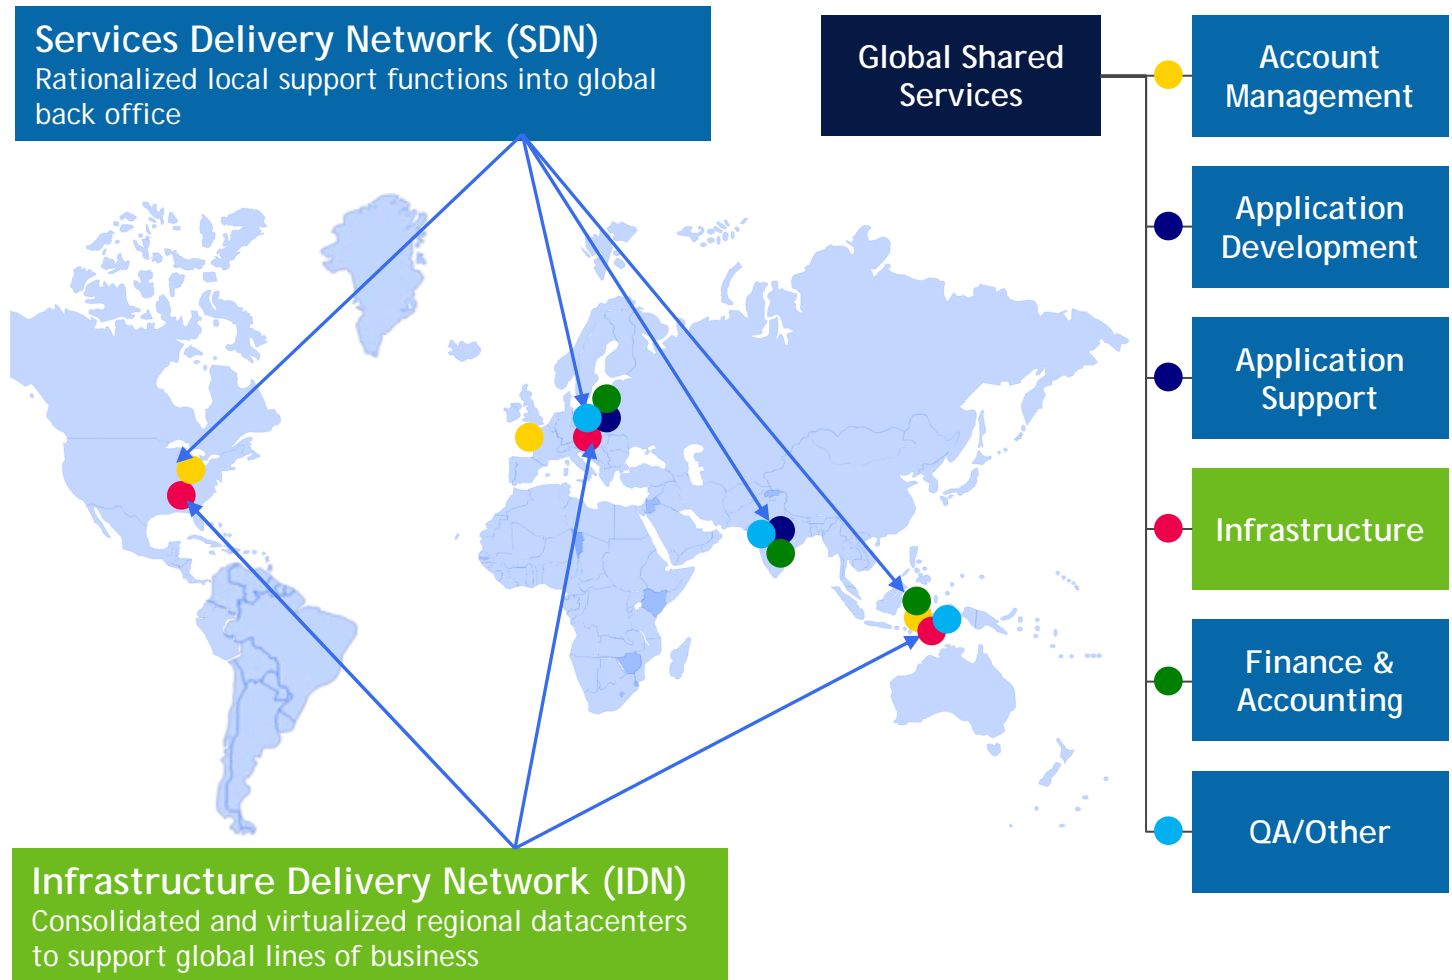 Services Delivery Network (SDN)
Rationalized local support functions into global
back office
Global Shared
Services
Account
Management
Application
Development
Application
Support
Infrastructure
Finance &
Accounting
QA/Other
Infrastructure Delivery Network (IDN)
Consolidated and virtualized regional datacenters
to support global lines of business